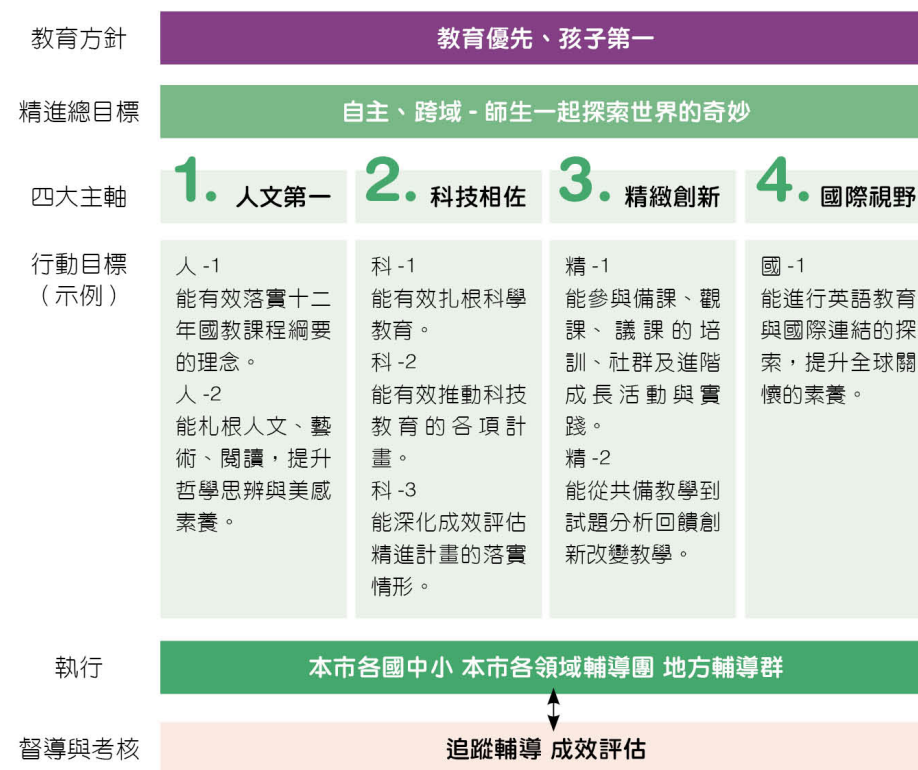 教育方針
教育優先、孩子第一
精進總目標
自主、跨域 - 師生一起探索世界的奇妙
四大主軸
1. 人文第一
2. 科技相佐
3. 精緻創新
4. 國際視野
行動目標
（示例）
人 -1
能有效落實十二
年國教課程綱要
的理念。
人 -2
能札根人文、藝
術、閱讀，提升
哲學思辨與美感
素養。
科 -1
能有效扎根科學
教育。
科 -2
能有效推動科技
教育的各項計
畫。
科 -3
能深化成效評估
精進計畫的落實
情形。
精 -1
能參與備課、觀
課、議課的培
訓、社群及進階
成長活動與實
踐。
精 -2
能從共備教學到
試題分析回饋創
新改變教學。
國 -1
能進行英語教育
與國際連結的探
索，提升全球關
懷的素養。
執行
本市各國中小 本市各領域輔導團 地方輔導群
督導與考核
追蹤輔導 成效評估